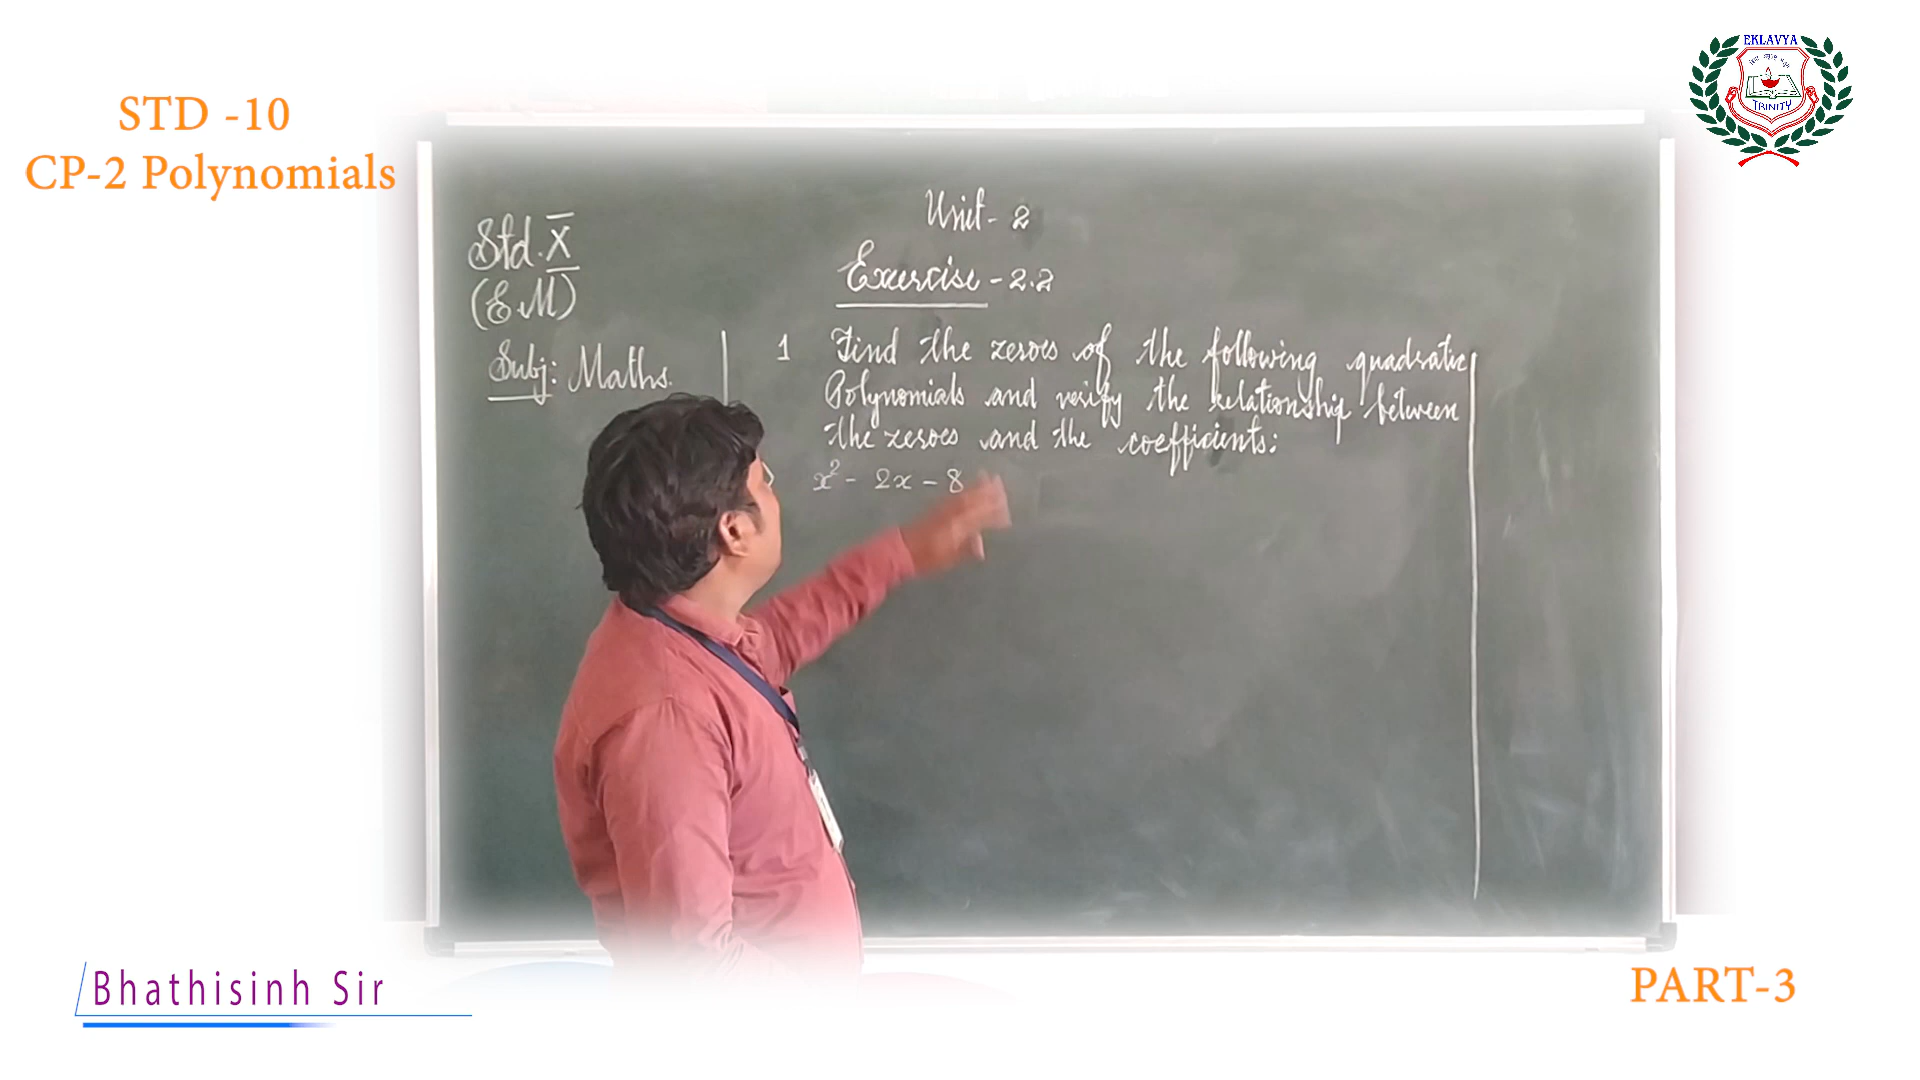 STD -10
CP-2 Polynomials
EKLAVYA
TRINITY
Std. X
(E.M)
Subj: Maths.
Unit - 2
Exercise - 2.2
1 Find the zeroes of the following quadratic
Polynomials and verify the relationship between
the zeroes and the coefficients:
x² - 2x - 8
Bhathisinh Sir
PART-3